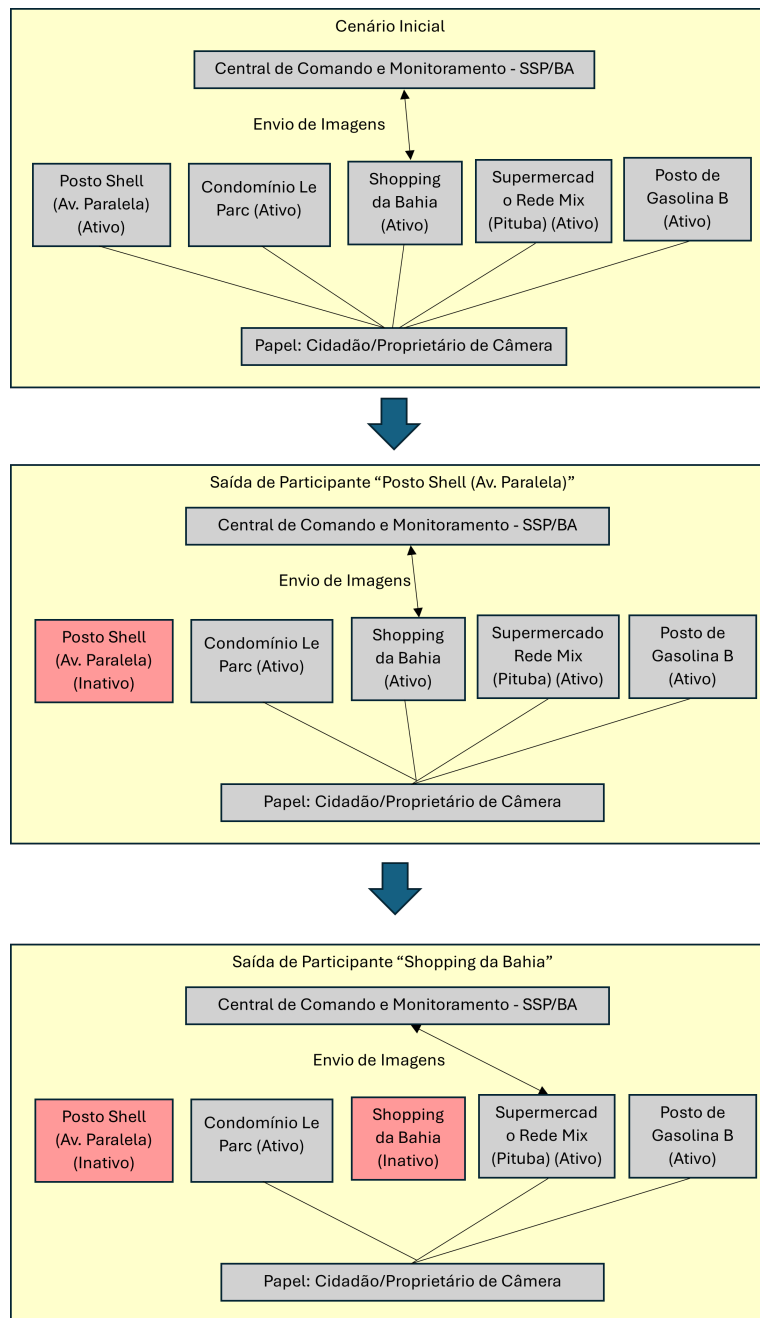 Cenário Inicial
Central de Comando e Monitoramento - SSP/BA
Envio de Imagens
Posto Shell
(Av. Paralela)
(Ativo)
Condomínio Le
Parc (Ativo)
Shopping
da Bahia
(Ativo)
Supermercad
o Rede Mix
(Pituba) (Ativo)
Posto de
Gasolina B
(Ativo)
Papel: Cidadão/Proprietário de Câmera
Saída de Participante “Posto Shell (Av. Paralela)”
Central de Comando e Monitoramento - SSP/BA
Envio de Imagens
Posto Shell
(Av. Paralela)
(Inativo)
Condomínio Le
Parc (Ativo)
Shopping
da Bahia
(Ativo)
Supermercado
Rede Mix
(Pituba) (Ativo)
Posto de
Gasolina B
(Ativo)
Papel: Cidadão/Proprietário de Câmera
Saída de Participante “Shopping da Bahia”
Central de Comando e Monitoramento - SSP/BA
Envio de Imagens
Posto Shell
(Av. Paralela)
(Inativo)
Condomínio Le
Parc (Ativo)
Shopping
da Bahia
(Inativo)
Supermercad
o Rede Mix
(Pituba) (Ativo)
Posto de
Gasolina B
(Ativo)
Papel: Cidadão/Proprietário de Câmera